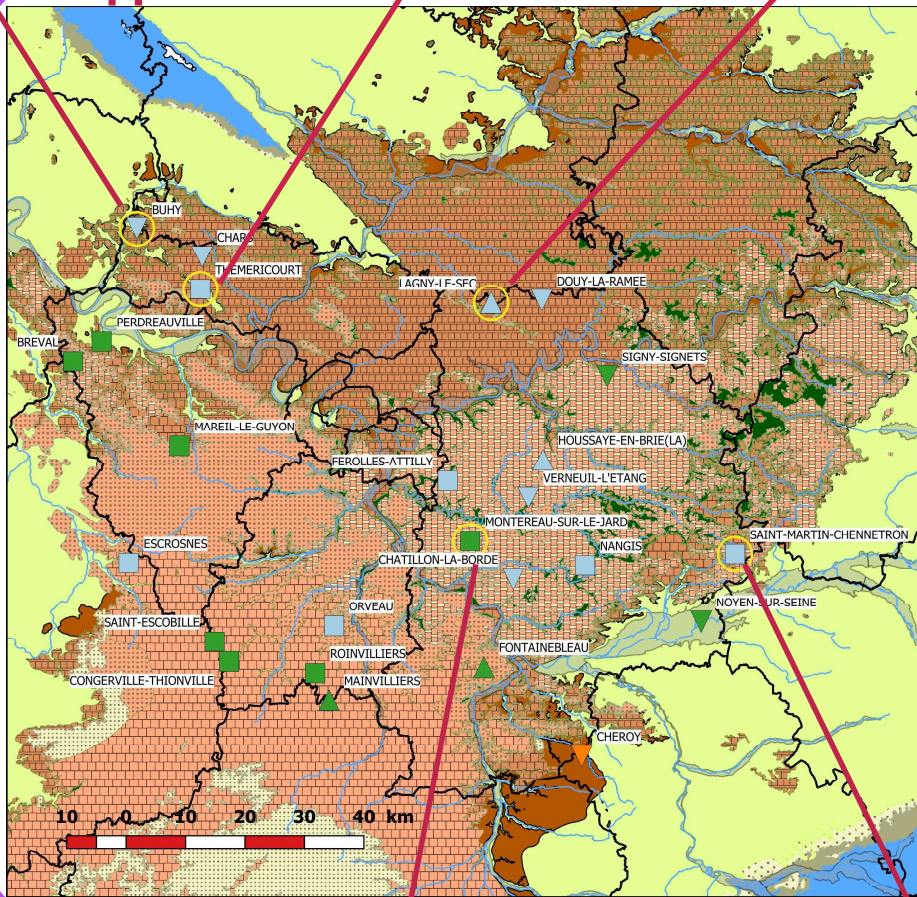 BUHY
CHARS
THEMERICOURT
LAGNY-LE-SEC
DOUY-LA-RAMEE
PERDREAUVILLE
BREVAL
SIGNY-SIGNETS
MAREIL-LE-GUYON
HOUSSAYE-EN-BRIE(LA)
FEROLLES-ATTILLY
VERNEUIL-L'ETANG
MONTEREAU-SUR-LE-JARD
SAINT-MARTIN-CHENNETRON
ESCROSNES
CHATILLON-LA-BORDE
NANGIS
NOYEN-SUR-SEINE
ORVEAU
SAINT-ESCOBILLE
ROINVILLIERS
FONTAINEBLEAU
CONGERVILLE-THIONVILLE
MAINVILLIERS
CHEROY
10 0 10 20 30 40 km